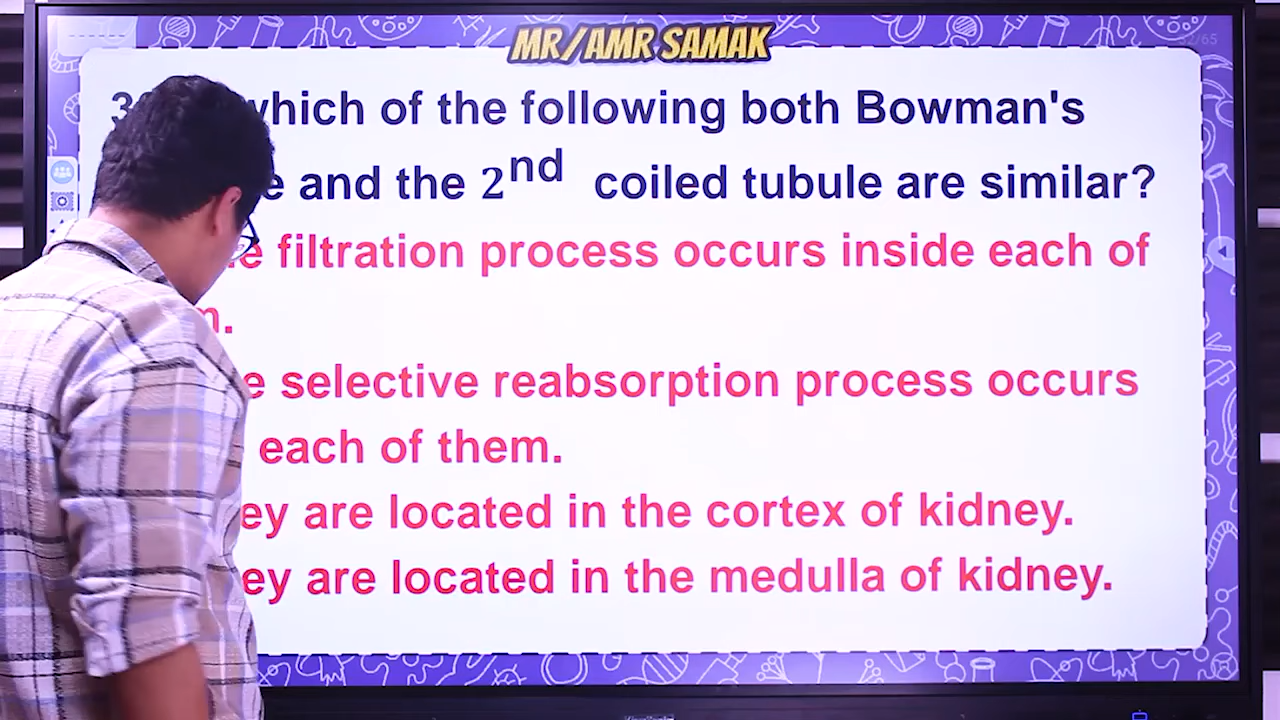 MR/AMR SAMAK
52/65
which of the following both Bowman's
and the 2nd coiled tubule are similar?
filtration process occurs inside each of
selective reabsorption process occurs
each of them.
are located in the cortex of kidney.
are located in the medulla of kidney.